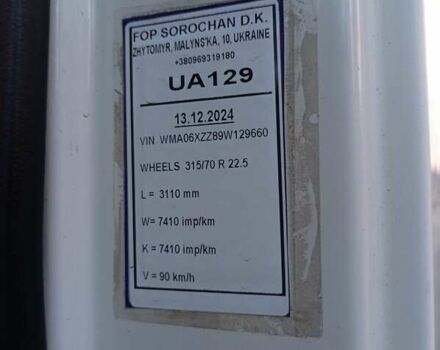 FOP SOROCHAN D.K.
ZHYTOMYR, MALYNS'KA, 10, UKRAINE
+380969319180
UA129
13.12.2024
VIN WMA06XZZ89W129660
WHEELS 315/70 R 22.5
L = 3110 mm
W= 7410 imp/km
K = 7410 imp/km
V = 90 km/h